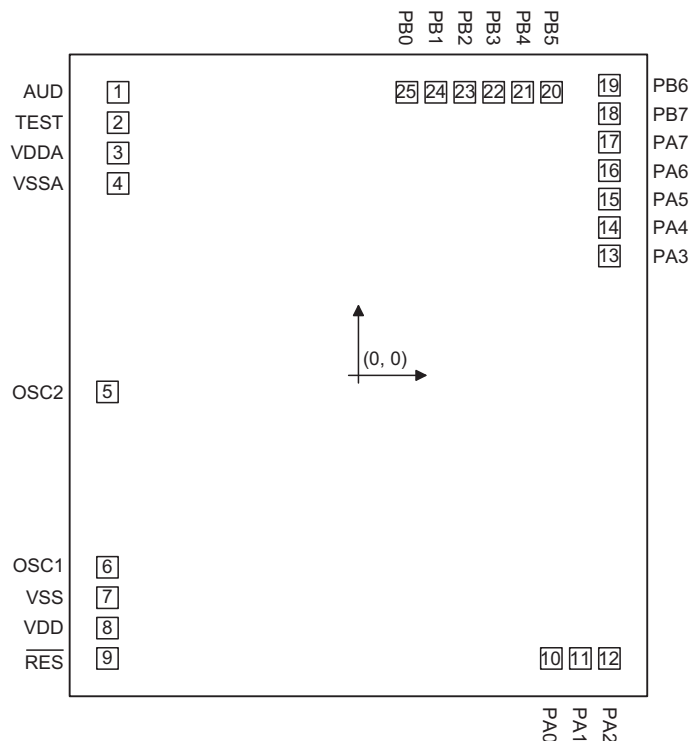 PB0 PB1 PB2 PB3 PB4 PB5
AUD 1 25 24 23 22 21 20 19 PB6
TEST 2 18 PB7
VDDA 3 17 PA7
VSSA 4 16 PA6
15 PA5
14 PA4
13 PA3
(0, 0)
OSC2 5
OSC1 6
VSS 7
VDD 8
RES 9 10 11 12
PA0 PA1 PA2